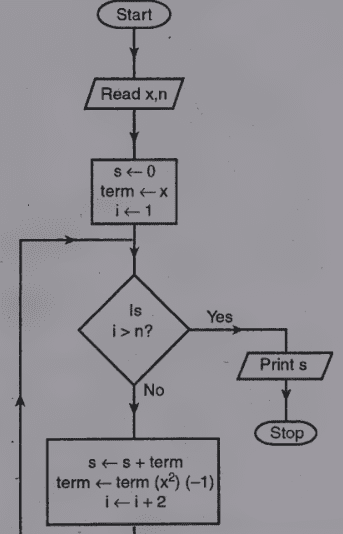 Start
Read x,n
s ← 0
term ← x
i ← 1
Is
i > n?
Yes
Print s
No
Stop
s ← s + term
term ← term (x²) (−1)
i ← i + 2